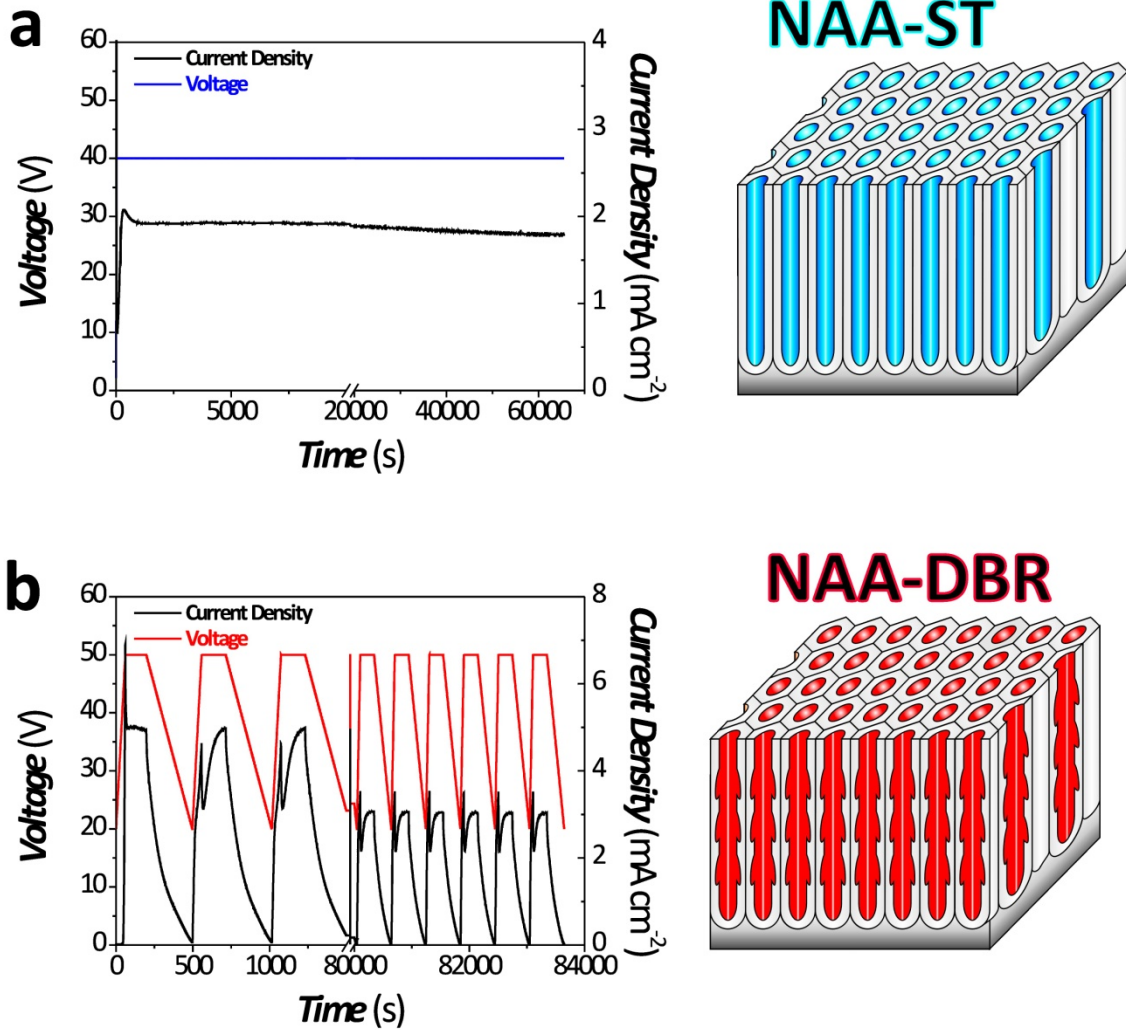 a
NAA-ST
Current Density
Voltage
60
50
40
30
20
10
0
Voltage (V)
4
3
2
1
0
Current Density (mA cm-2)
0 5000 20000 40000 60000
Time (s)
b
NAA-DBR
Current Density
Voltage
60
50
40
30
20
10
0
Voltage (V)
8
6
4
2
0
Current Density (mA cm-2)
0 500 1000 80000 82000 84000
Time (s)